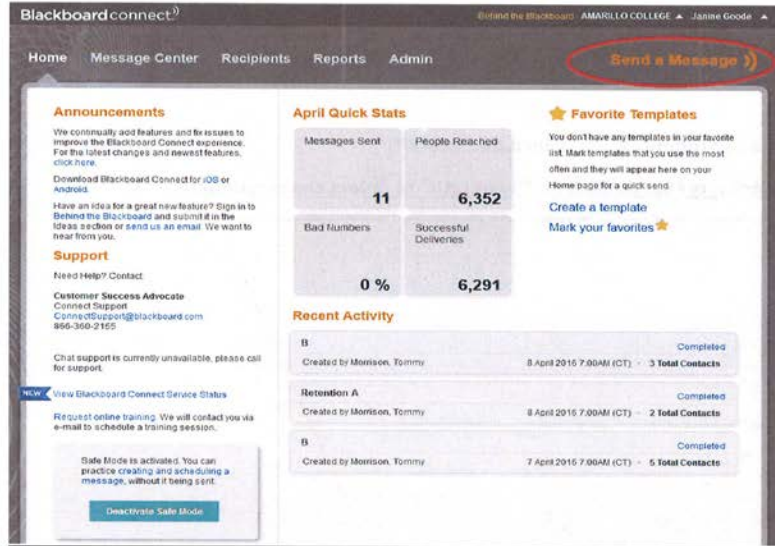 Blackboard connect.
Behind the Blackboard AMARILLO COLLEGE Janine Goode
Home Message Center Recipients Reports Admin
Send a Message
Announcements
We continually add features and fix issues to
improve the Blackboard Connect experience.
For the latest changes and newest features,
click here.
Download Blackboard Connect for iOS or
Android.
Have an idea for a great new feature? Sign in to
Behind the Blackboard and submit it in the
Ideas section or send us an email. We want to
hear from you.
Support
Need Help? Contact
Customer Success Advocate
Connect Support
ConnectSupport@blackboard.com
866-360-2155
Chat support is currently unavailable, please call
for support.
NEW View Blackboard Connect Service Status
Request online training. We will contact you via
e-mail to schedule a training session.
Safe Mode is activated. You can
practice creating and scheduling a
message, without it being sent.
Deactivate Safe Mode
April Quick Stats
Messages Sent
11
People Reached
6,352
Bad Numbers
0 %
Successful
Deliveries
6,291
Favorite Templates
You don't have any templates in your favorite
list. Mark templates that you use the most
often and they will appear here on your
Home page for a quick send.
Create a template
Mark your favorites
Recent Activity
B Completed
Created by Morrison, Tommy 8 April 2016 7:00AM (CT) - 3 Total Contacts
Retention A Completed
Created by Morrison, Tommy 8 April 2016 7:00AM (CT) - 2 Total Contacts
B Completed
Created by Morrison, Tommy 7 April 2016 7:00AM (CT) - 5 Total Contacts